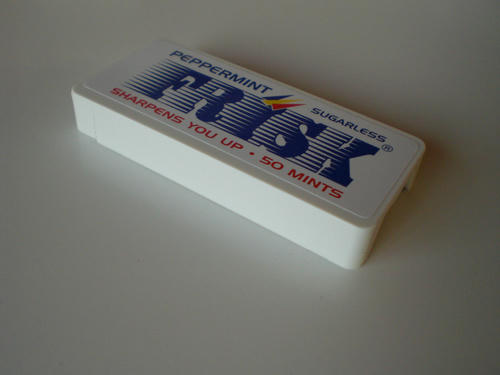 PEPPERMINT SUGARLESS
FRISK®
SHARPENS YOU UP • 50 MINTS